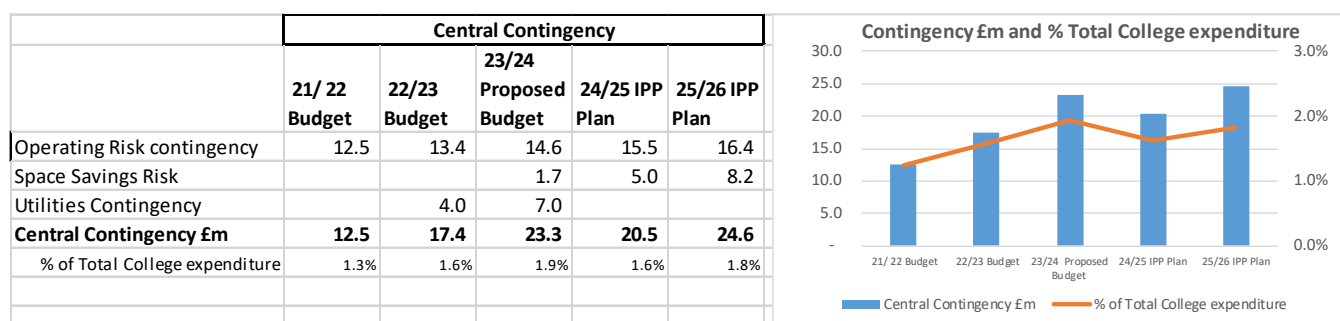 Central Contingency
21/ 22 Budget 22/23 Budget 23/24 Proposed Budget 24/25 IPP Plan 25/26 IPP Plan
Operating Risk contingency 12.5 13.4 14.6 15.5 16.4
Space Savings Risk 1.7 5.0 8.2
Utilities Contingency 4.0 7.0
Central Contingency £m 12.5 17.4 23.3 20.5 24.6
% of Total College expenditure 1.3% 1.6% 1.9% 1.6% 1.8%
Contingency £m and % Total College expenditure
30.0 3.0%
25.0
20.0 2.0%
15.0
10.0 1.0%
5.0
- 0.0%
21/ 22 Budget 22/23 Budget 23/24 Proposed Budget 24/25 IPP Plan 25/26 IPP Plan
Central Contingency £m % of Total College expenditure